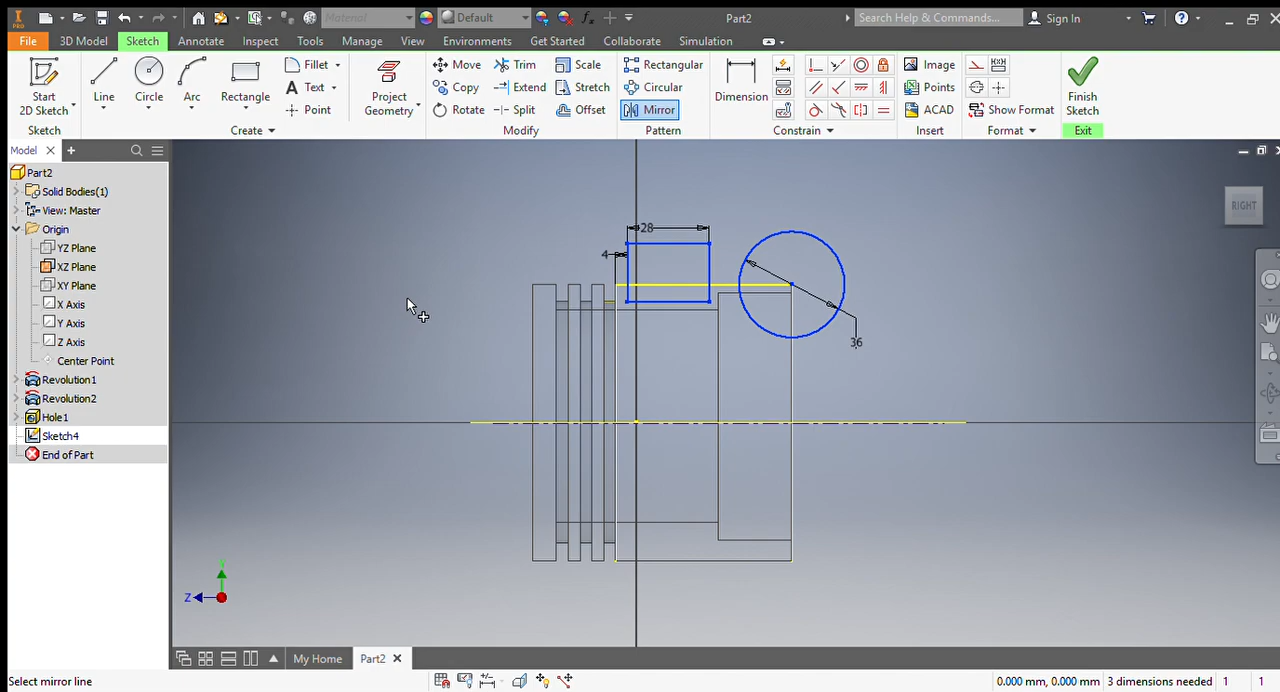 PRO Material Default Part2 Search Help & Commands... Sign In
File 3D Model Sketch Annotate Inspect Tools Manage View Environments Get Started Collaborate Simulation
Start 2D Sketch Line Circle Arc Rectangle Fillet Text Point Project Geometry Move Trim Scale Copy Extend Stretch Rotate Split Offset Rectangular Circular Mirror Dimension Image Points ACAD Show Format Finish Sketch
Sketch Create Modify Pattern Constrain Insert Format Exit
Model
Part2
Solid Bodies(1)
View: Master
Origin
YZ Plane
XZ Plane
XY Plane
X Axis
Y Axis
Z Axis
Center Point
Revolution1
Revolution2
Hole1
Sketch4
End of Part
RIGHT
28
4
36
Z
My Home Part2
Select mirror line 0.000 mm, 0.000 mm 3 dimensions needed 1 1